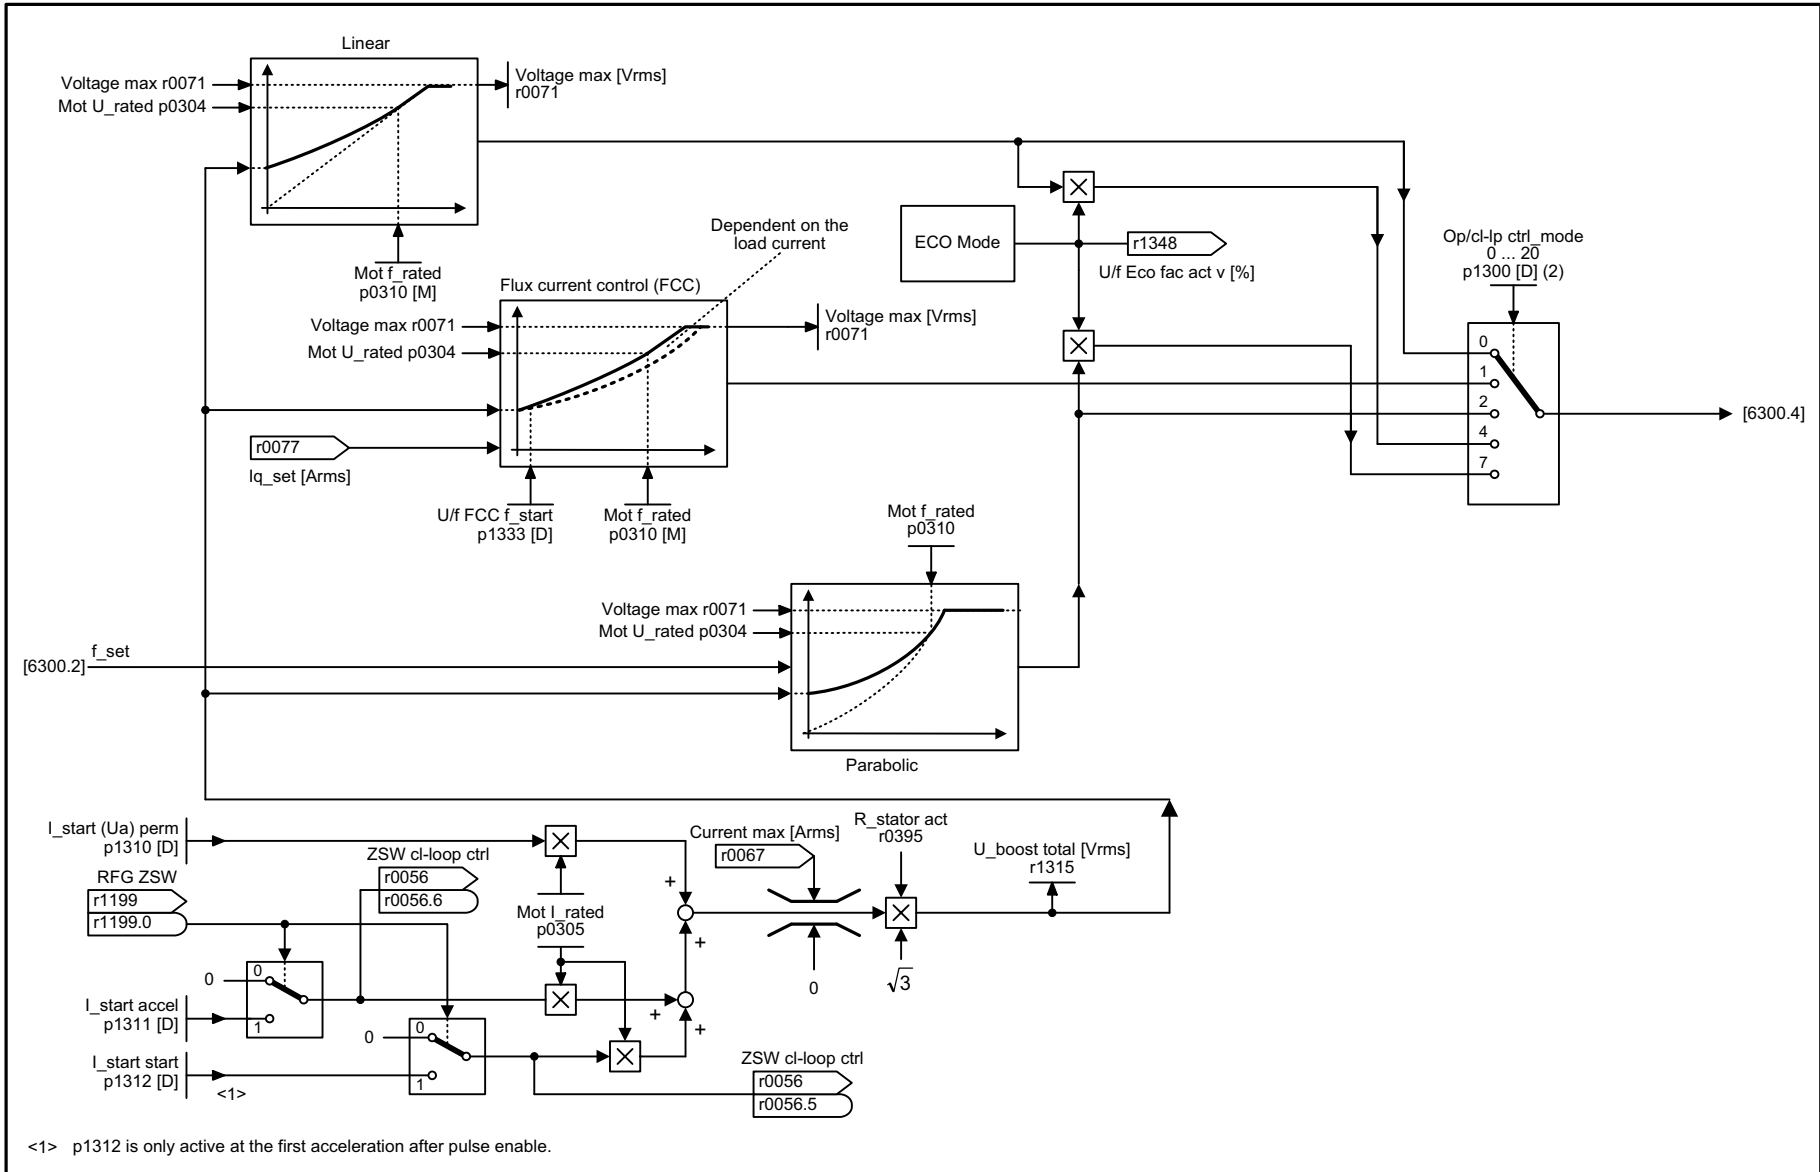 Linear
Voltage max r0071
Mot U_rated p0304
Voltage max [Vrms]
r0071
Mot f_rated
p0310 [M]
Dependent on the
load current
Flux current control (FCC)
Voltage max r0071
Mot U_rated p0304
Voltage max [Vrms]
r0071
r0077
Iq_set [Arms]
U/f FCC f_start
p1333 [D]
Mot f_rated
p0310 [M]
ECO Mode
r1348
U/f Eco fac act v [%]
Op/cl-lp ctrl_mode
0 ... 20
p1300 [D] (2)
0
1
2
4
7
[6300.4]
Mot f_rated
p0310
Voltage max r0071
Mot U_rated p0304
[6300.2]
f_set
Parabolic
I_start (Ua) perm
p1310 [D]
RFG ZSW
r1199
r1199.0
ZSW cl-loop ctrl
r0056
r0056.6
Mot I_rated
p0305
Current max [Arms]
r0067
R_stator act
r0395
U_boost total [Vrms]
r1315
+
+
+
+
0
√3
0
0
1
I_start accel
p1311 [D]
0
0
1
I_start start
p1312 [D]
<1>
ZSW cl-loop ctrl
r0056
r0056.5
<1> p1312 is only active at the first acceleration after pulse enable.